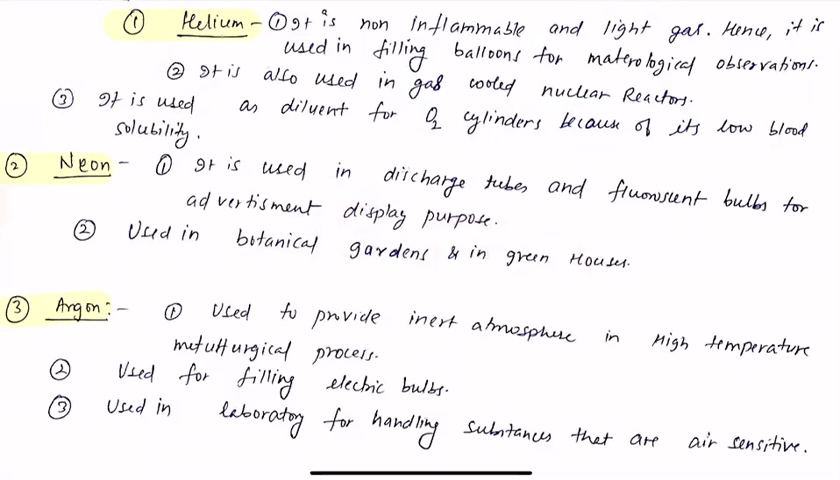 ① Helium - ① It is non inflammable and light gas. Hence, it is
used in filling balloons for materological observations.
② It is also used in gas cooled nuclear Reactors.
③ It is used as diluent for O₂ cylinders because of its low blood
solubility.
② Neon - ① It is used in discharge tubes and fluorescent bulbs for
advertisment display purpose.
② Used in botanical gardens & in green Houses.
③ Argon :- ① Used to provide inert atmosphere in High temperature
metutturgical process.
② Used for filling electric bulbs.
③ Used in laboratory for handling substances that are air sensitive.